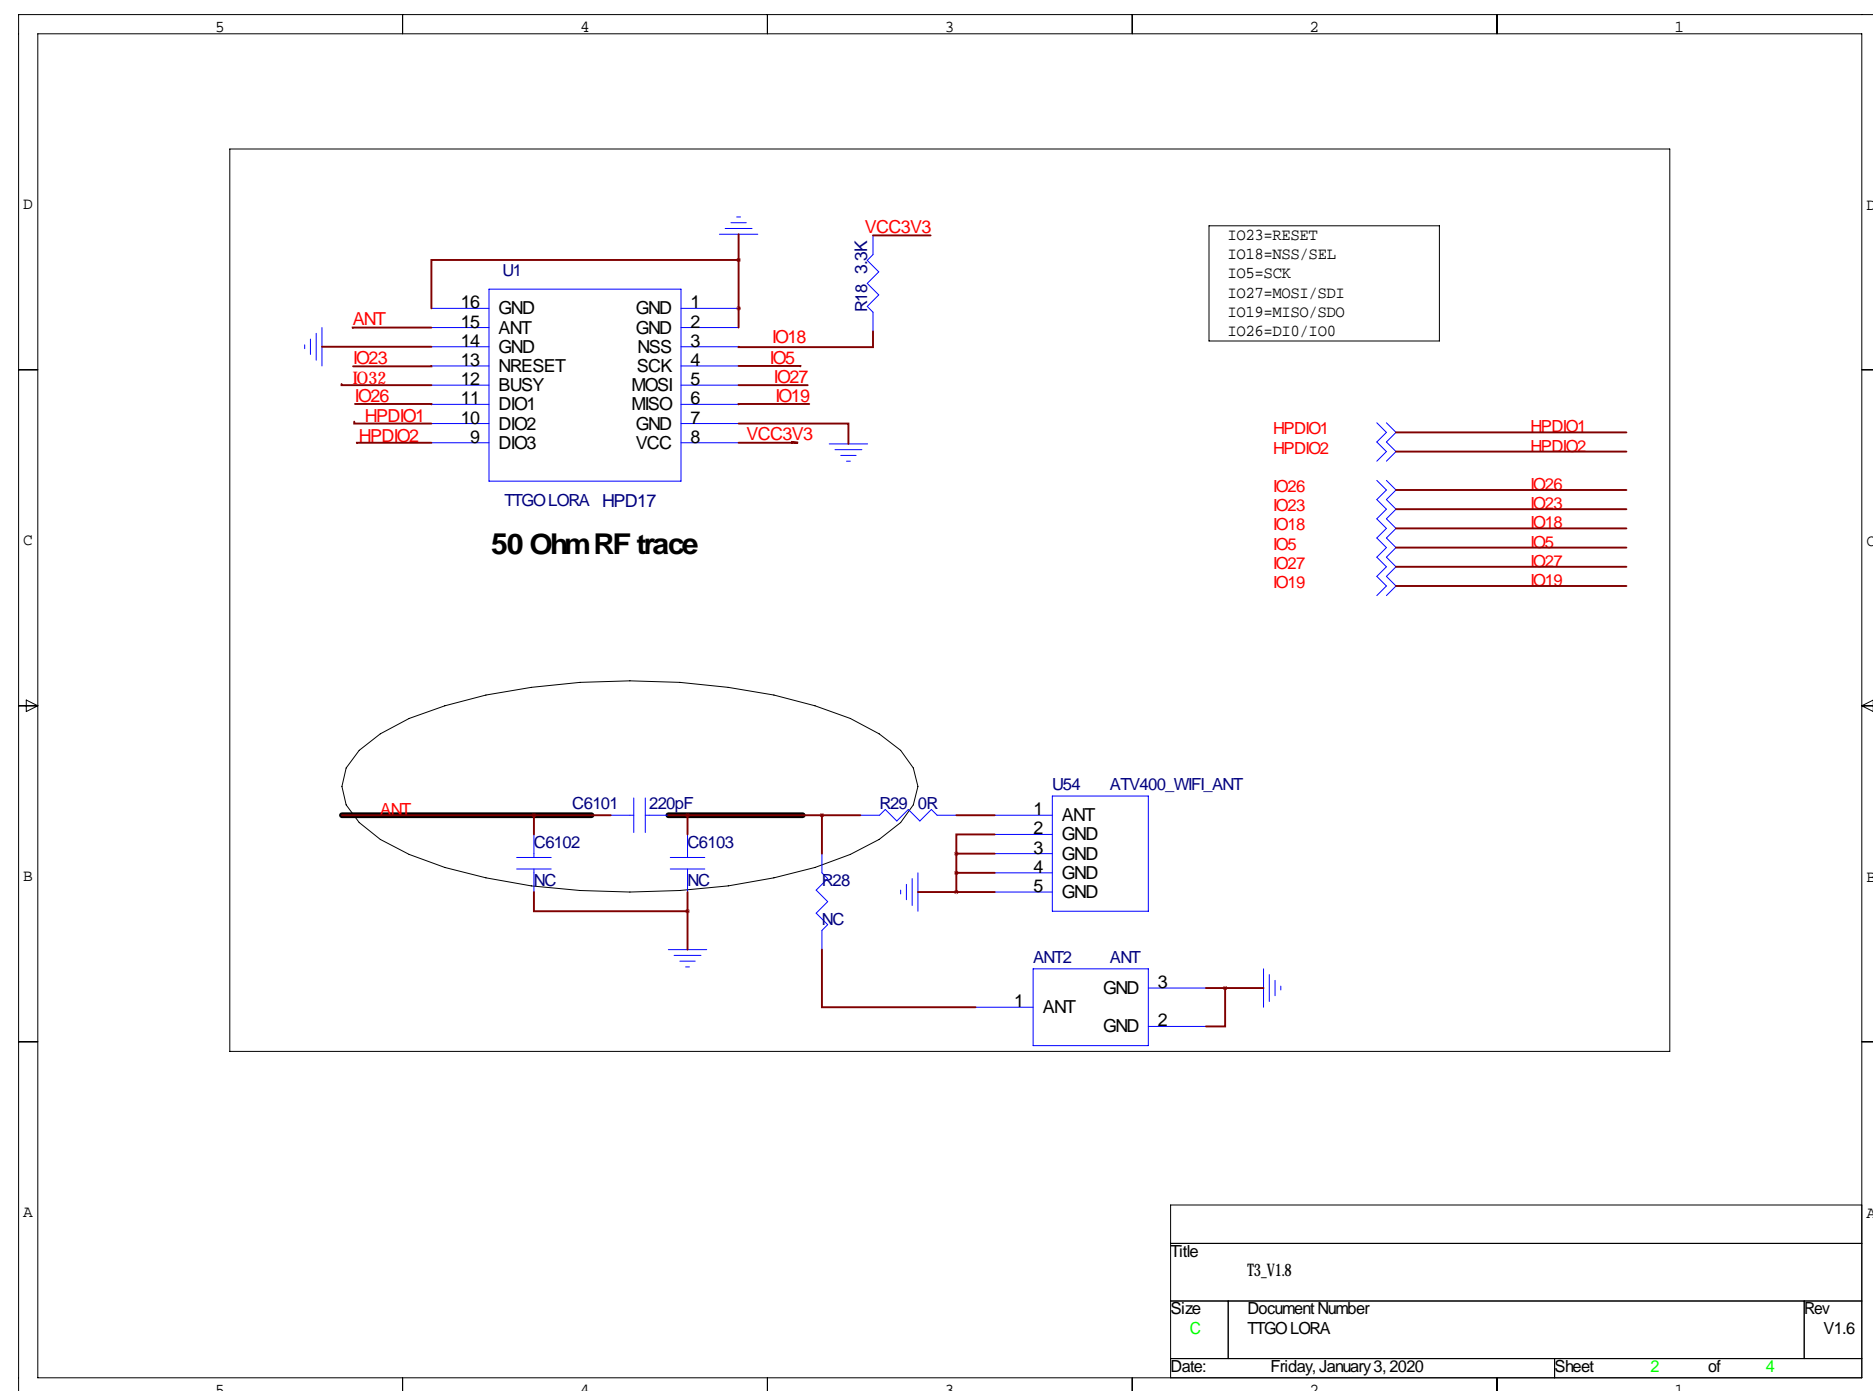 5 4 3 2 1
D D
VCC3V3
R18 3.3K
U1
16 GND GND 1
ANT 15 ANT GND 2
14 GND NSS 3 IO18
IO23 13 NRESET SCK 4 IO5
IO32 12 BUSY MOSI 5 IO27
IO26 11 DIO1 MISO 6 IO19
HPDIO1 10 DIO2 GND 7
HPDIO2 9 DIO3 VCC 8 VCC3V3
TTGO LORA HPD17
50 Ohm RF trace
IO23=RESET
IO18=NSS/SEL
IO5=SCK
IO27=MOSI/SDI
IO19=MISO/SDO
IO26=DI0/IO0
HPDIO1 HPDIO1
HPDIO2 HPDIO2
IO26 IO26
IO23 IO23
IO18 IO18
IO5 IO5
IO27 IO27
IO19 IO19
C C
ANT C6101 220pF R29 0R
C6102 C6103
NC NC R28
NC
U54 ATV400_WIFI_ANT
1 ANT
2 GND
3 GND
4 GND
5 GND
B B
ANT2 ANT
GND 3
1 ANT
GND 2
A A
Title
T3_V1.8
Size Document Number Rev
C TTGO LORA V1.6
Date: Friday, January 3, 2020 Sheet 2 of 4
5 4 3 2 1